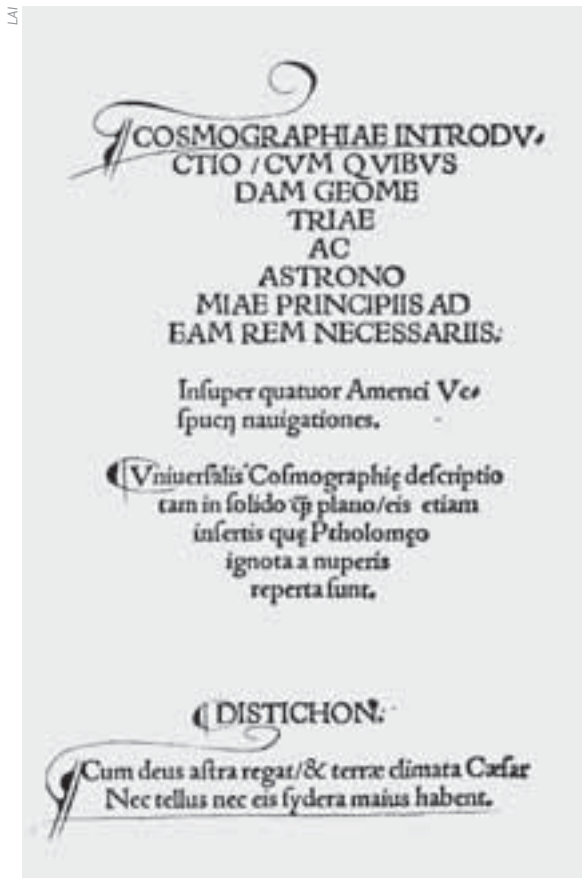 LAI
COSMOGRAPHIAE INTRODV-
CTIO / CVM QVIBVS
DAM GEOME
TRIAE
AC
ASTRONO
MIAE PRINCIPIIS AD
EAM REM NECESSARIIS.
Inſuper quatuor Americi Ve-
ſpucij nauigationes.
Vniuerſalis Coſmographię deſcriptio
tam in ſolido q̃ꝫ plano/eis etiam
inſertis quę Ptholomęo
ignota a nuperis
reperta ſunt.
DISTICHON.
Cum deus aſtra regat/& terræ climata Cæſar
Nec tellus nec eis ſydera maius habent.